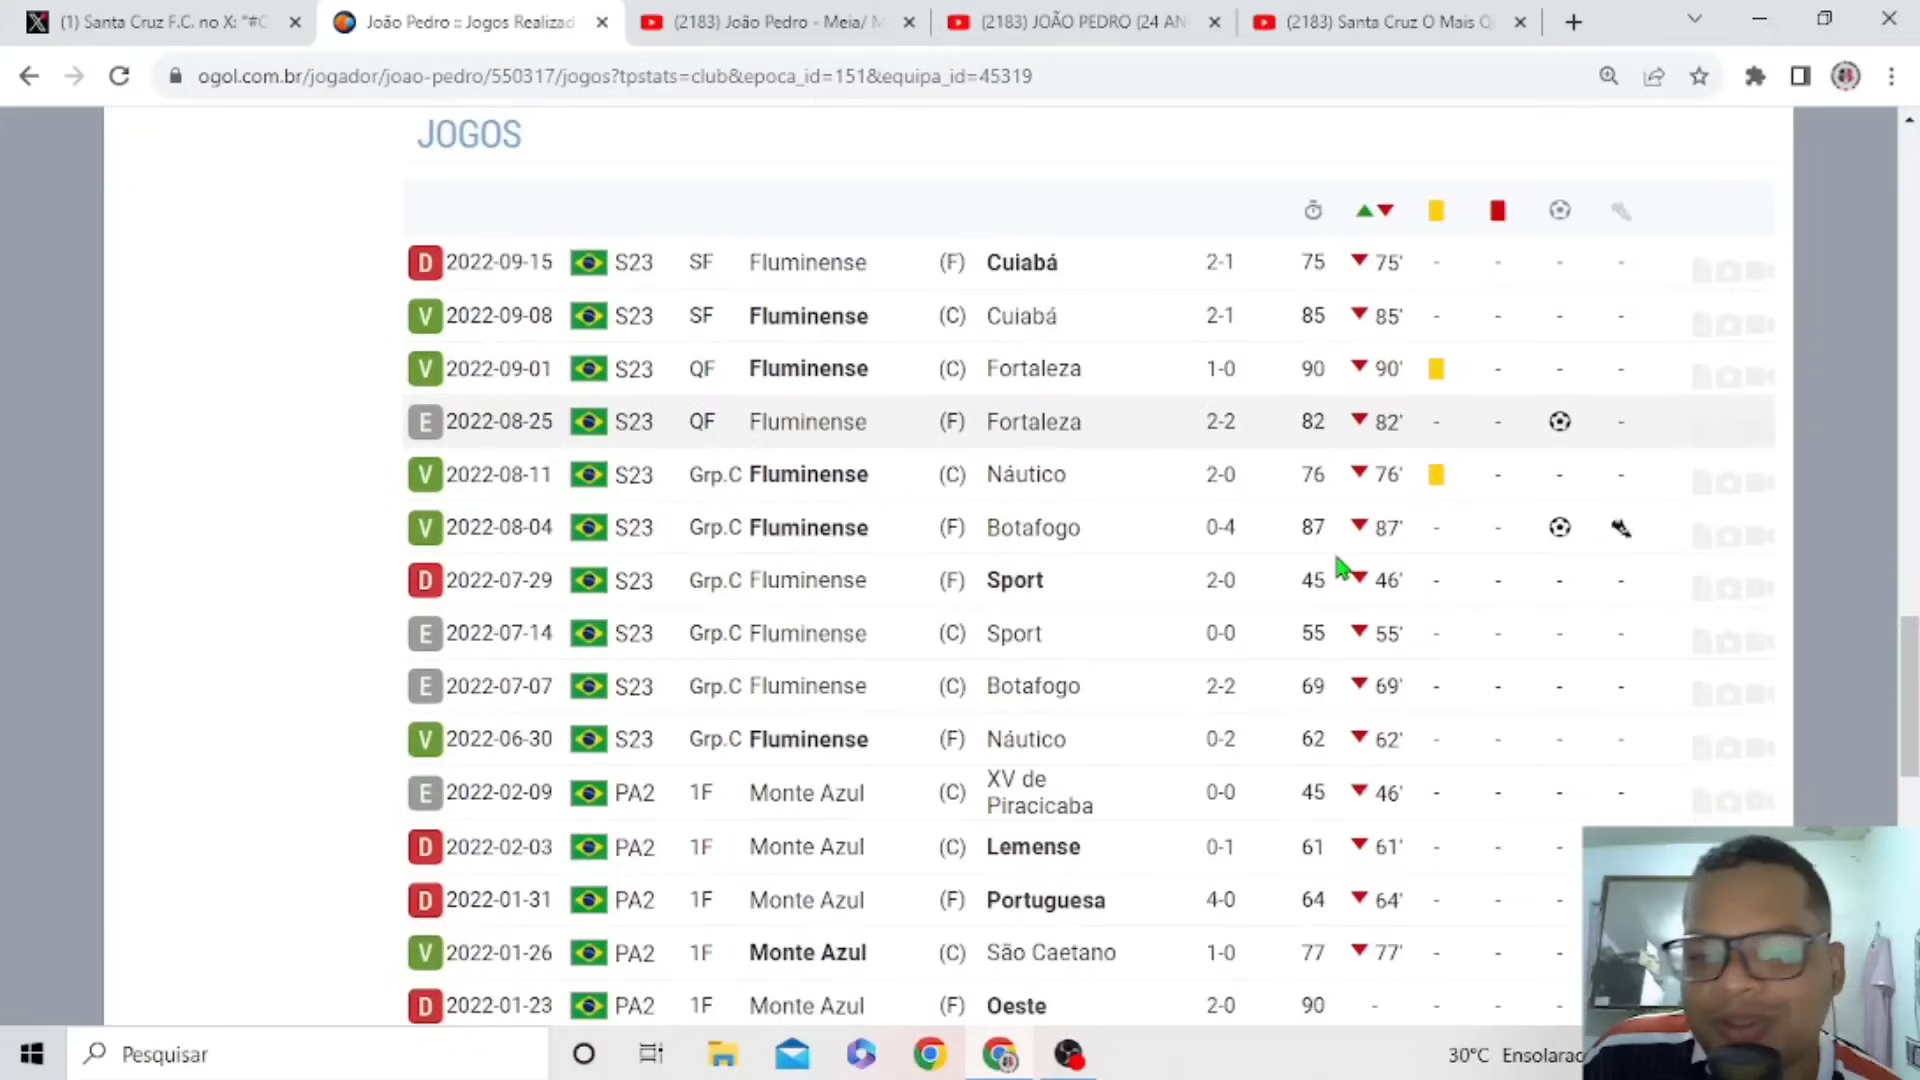 (1) Santa Cruz F.C. no X: "#C
João Pedro :: Jogos Realizad
(2183) João Pedro - Meia/ M
(2183) JOÃO PEDRO (24 AN
(2183) Santa Cruz O Mais Q
ogol.com.br/jogador/joao-pedro/550317/jogos?tpstats=club&epoca_id=151&equipa_id=45319
JOGOS
D 2022-09-15 S23 SF Fluminense (F) Cuiabá 2-1 75 75' - - - -
V 2022-09-08 S23 SF Fluminense (C) Cuiabá 2-1 85 85' - - - -
V 2022-09-01 S23 QF Fluminense (C) Fortaleza 1-0 90 90' - - -
E 2022-08-25 S23 QF Fluminense (F) Fortaleza 2-2 82 82' - - -
V 2022-08-11 S23 Grp.C Fluminense (C) Náutico 2-0 76 76' - - -
V 2022-08-04 S23 Grp.C Fluminense (F) Botafogo 0-4 87 87' - -
D 2022-07-29 S23 Grp.C Fluminense (F) Sport 2-0 45 46' - - - -
E 2022-07-14 S23 Grp.C Fluminense (C) Sport 0-0 55 55' - - - -
E 2022-07-07 S23 Grp.C Fluminense (C) Botafogo 2-2 69 69' - - - -
V 2022-06-30 S23 Grp.C Fluminense (F) Náutico 0-2 62 62' - - - -
E 2022-02-09 PA2 1F Monte Azul (C) XV de Piracicaba 0-0 45 46' - - - -
D 2022-02-03 PA2 1F Monte Azul (C) Lemense 0-1 61 61' - - -
D 2022-01-31 PA2 1F Monte Azul (F) Portuguesa 4-0 64 64' - - -
V 2022-01-26 PA2 1F Monte Azul (C) São Caetano 1-0 77 77' - - -
D 2022-01-23 PA2 1F Monte Azul (F) Oeste 2-0 90 - - - -
Pesquisar
30°C Ensolarad